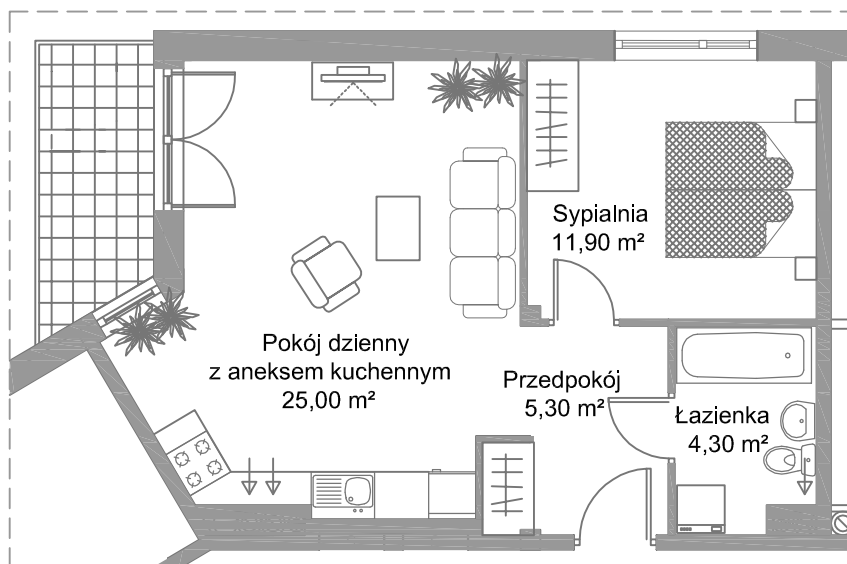 Sypialnia
11,90 m²
Pokój dzienny
z aneksem kuchennym
25,00 m²
Przedpokój
5,30 m²
Łazienka
4,30 m²